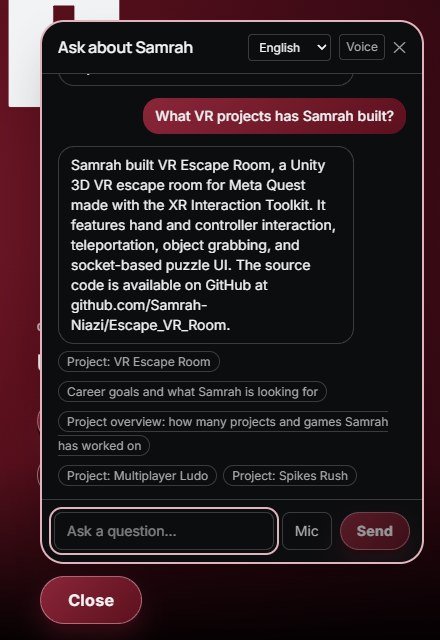 Ask about Samrah
English
Voice
What VR projects has Samrah built?
Samrah built VR Escape Room, a Unity
3D VR escape room for Meta Quest
made with the XR Interaction Toolkit. It
features hand and controller interaction,
teleportation, object grabbing, and
socket-based puzzle UI. The source
code is available on GitHub at
github.com/Samrah-
Niazi/Escape_VR_Room.
Project: VR Escape Room
Career goals and what Samrah is looking for
Project overview: how many projects and games Samrah
has worked on
Project: Multiplayer Ludo
Project: Spikes Rush
Ask a question...
Mic
Send
Close